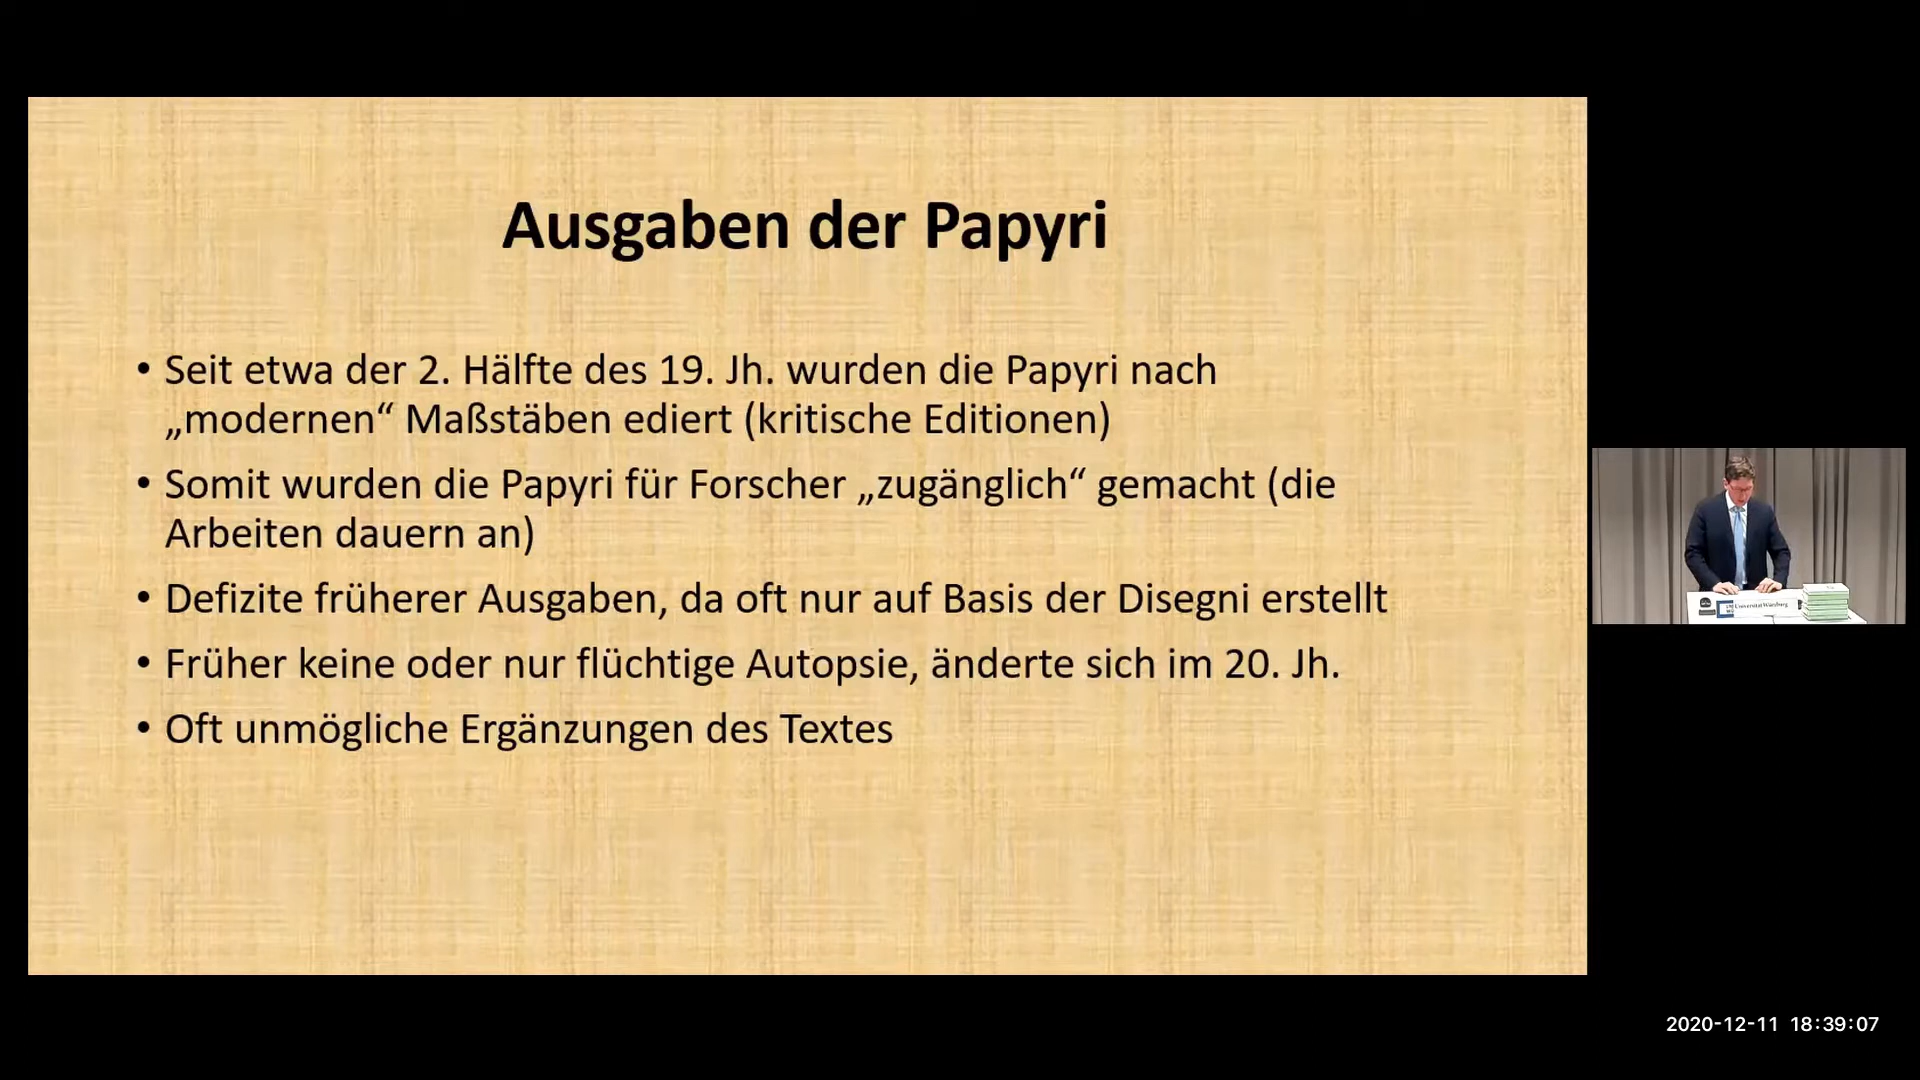 Ausgaben der Papyri
• Seit etwa der 2. Hälfte des 19. Jh. wurden die Papyri nach
„modernen“ Maßstäben ediert (kritische Editionen)
• Somit wurden die Papyri für Forscher „zugänglich“ gemacht (die
Arbeiten dauern an)
• Defizite früherer Ausgaben, da oft nur auf Basis der Disegni erstellt
• Früher keine oder nur flüchtige Autopsie, änderte sich im 20. Jh.
• Oft unmögliche Ergänzungen des Textes
Universität Würzburg
2020-12-11 18:39:07